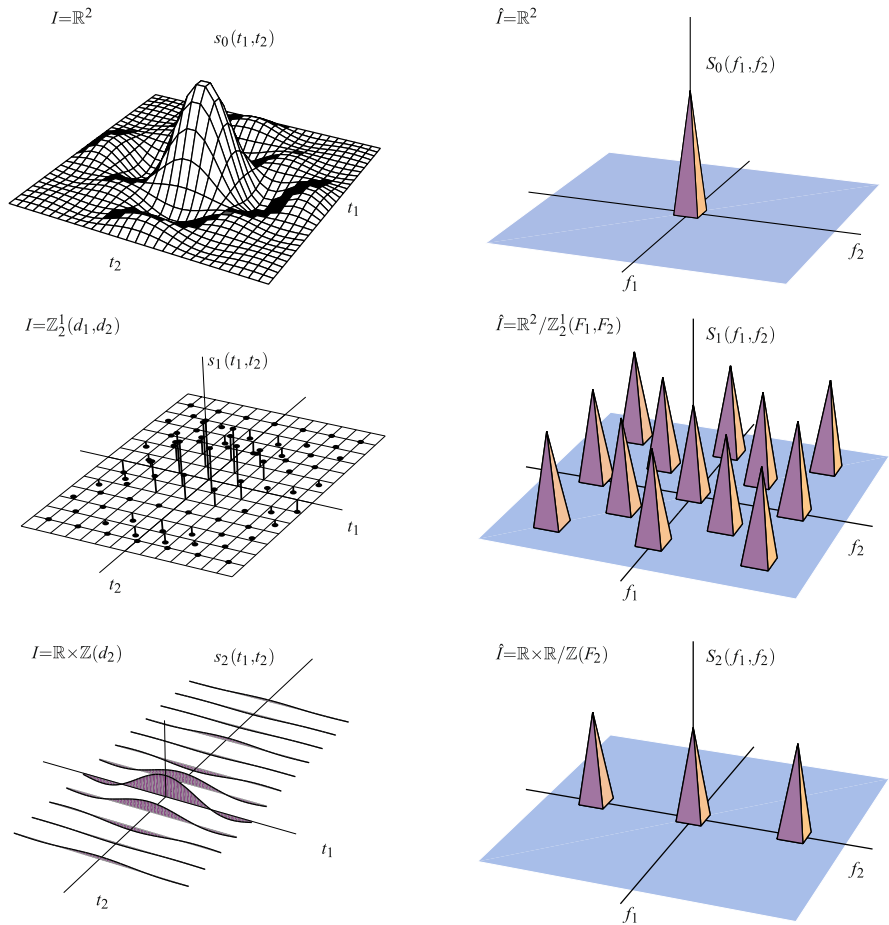 I=ℝ²
s₀(t₁,t₂)
t₁
t₂
Î=ℝ²
S₀(f₁,f₂)
f₂
f₁
I=ℤ₂¹(d₁,d₂)
s₁(t₁,t₂)
t₁
t₂
Î=ℝ²/ℤ₂¹(F₁,F₂)
S₁(f₁,f₂)
f₂
f₁
I=ℝ×ℤ(d₂)
s₂(t₁,t₂)
t₁
t₂
Î=ℝ×ℝ/ℤ(F₂)
S₂(f₁,f₂)
f₂
f₁